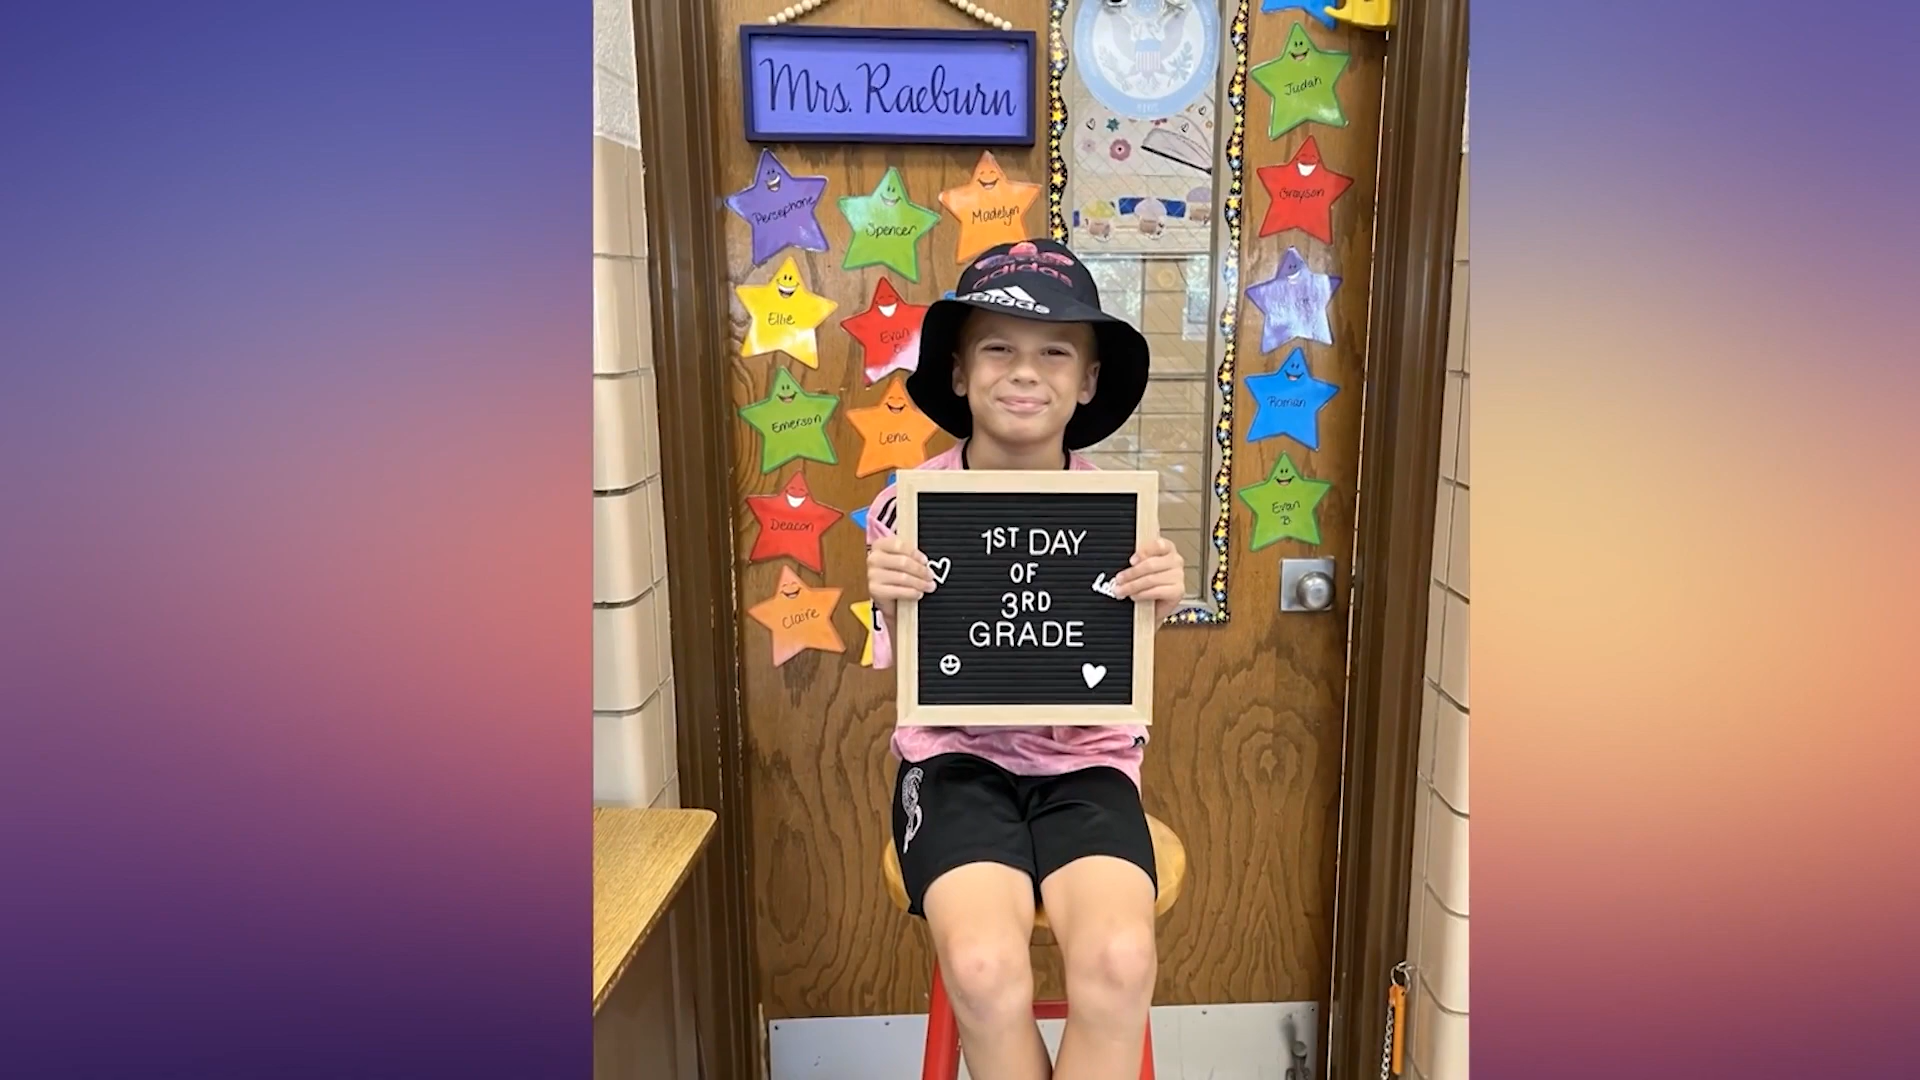 Mrs. Raeburn
Persephone
Spencer
Madelyn
Judah
Grayson
Ellie
Evan
Roman
Emerson
Lena
Deacon
Evan
B.
Claire
adidas
adidas
1ST DAY
OF
3RD
GRADE